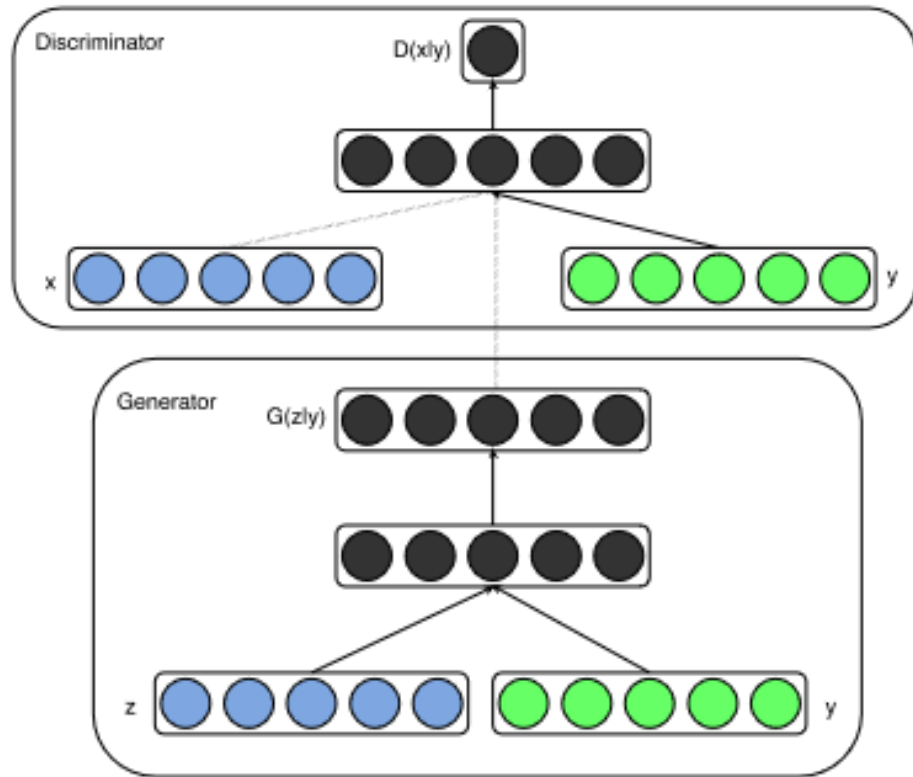 Discriminator
D(x|y)
x
y
Generator
G(z|y)
z
y